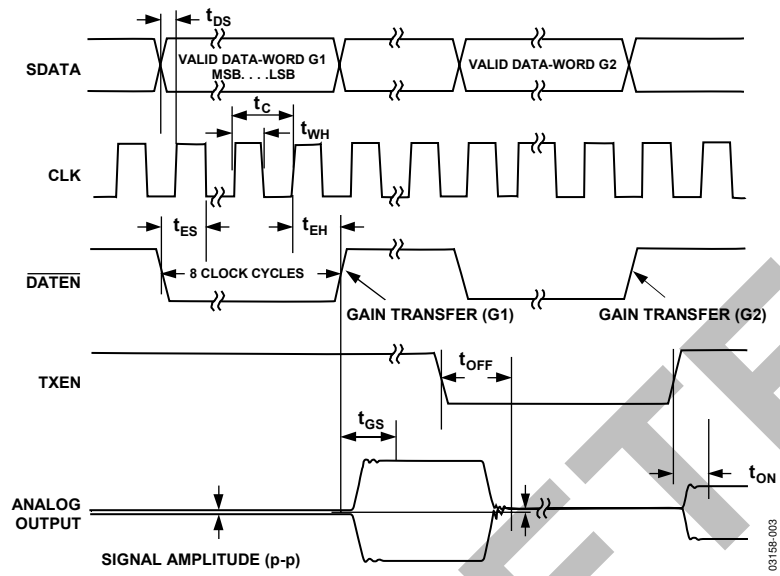 tDS
SDATA
VALID DATA-WORD G1
MSB. . . .LSB
VALID DATA-WORD G2
tC
tWH
CLK
tES
tEH
DATEN
8 CLOCK CYCLES
GAIN TRANSFER (G1)
GAIN TRANSFER (G2)
TXEN
tOFF
tGS
tON
ANALOG
OUTPUT
SIGNAL AMPLITUDE (p-p)
03158-003